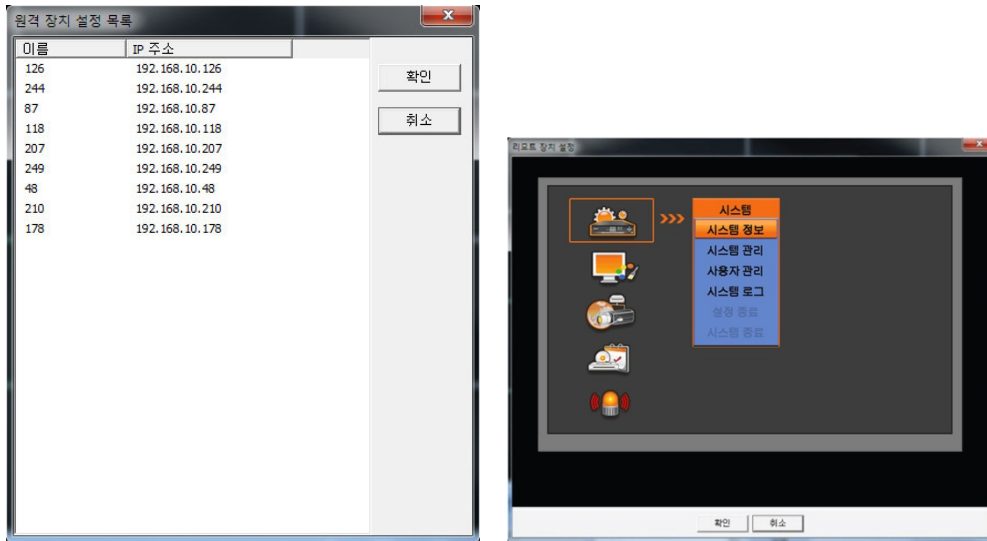 원격 장치 설정 목록
이름 IP 주소
126 192.168.10.126
244 192.168.10.244
87 192.168.10.87
118 192.168.10.118
207 192.168.10.207
249 192.168.10.249
48 192.168.10.48
210 192.168.10.210
178 192.168.10.178
확인
취소
리모트 장치 설정
>>>
시스템
시스템 정보
시스템 관리
사용자 관리
시스템 로그
설정 종료
시스템 종료
확인 취소